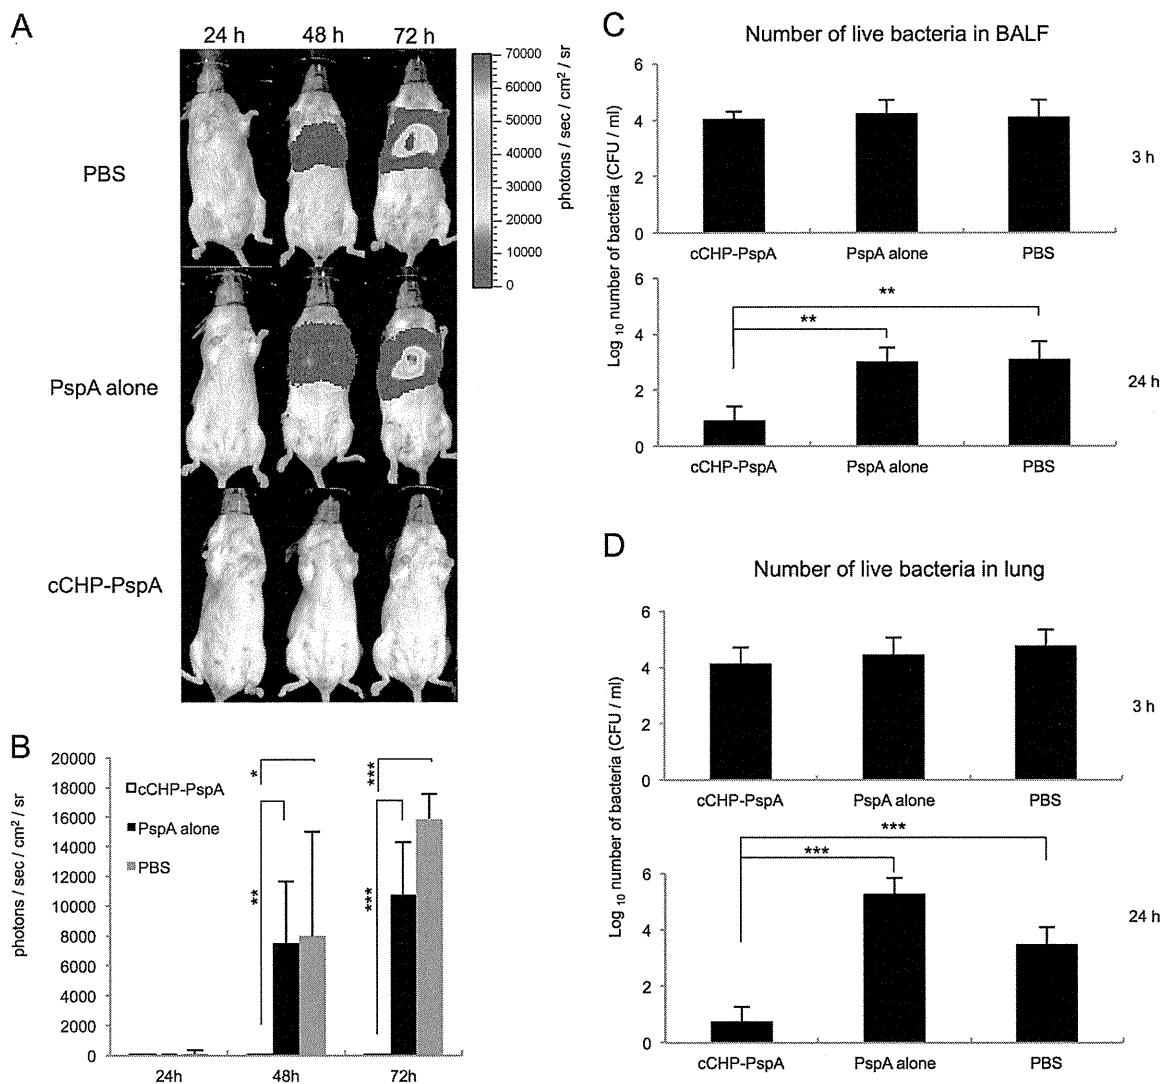 A
24 h 48 h 72 h
PBS
PspA alone
cCHP-PspA
70000
60000
50000
40000
30000
20000
10000
0
photons / sec / cm² / sr
B
20000
18000
16000
14000
12000
10000
8000
6000
4000
2000
0
photons / sec / cm² / sr
cCHP-PspA
PspA alone
PBS
*
**
***
***
24h 48h 72h
C
Number of live bacteria in BALF
6
4
2
0
cCHP-PspA PspA alone PBS
3 h
Log 10 number of bacteria (CFU / ml)
6
4
2
0
**
**
cCHP-PspA PspA alone PBS
24 h
D
Number of live bacteria in lung
6
4
2
0
cCHP-PspA PspA alone PBS
3 h
Log 10 number of bacteria (CFU / ml)
6
4
2
0
***
***
cCHP-PspA PspA alone PBS
24 h